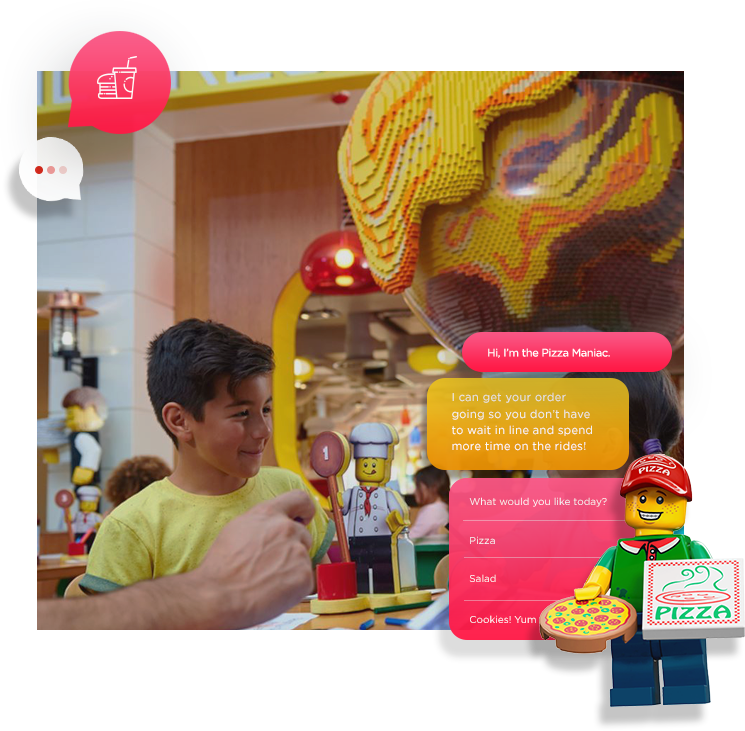 Hi, I'm the Pizza Maniac.
I can get your order
going so you don't have
to wait in line and spend
more time on the rides!
What would you like today?
Pizza
Salad
Cookies! Yum
PIZZA
PIZZA
1